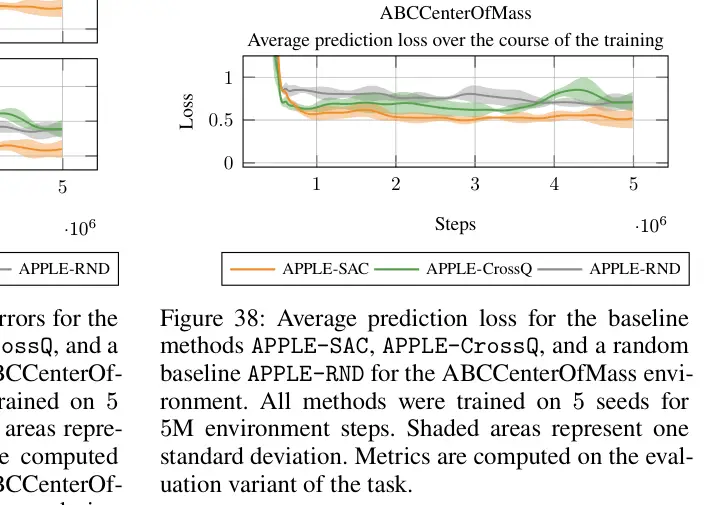 5
·10⁶
APPLE-RND
rrors for the
ossQ, and a
BCCenterOf-
rained on 5
areas repre-
e computed
BCCenterOf-
ABCCenterOfMass
Average prediction loss over the course of the training
Loss
1
0.5
0
1 2 3 4 5
Steps ·10⁶
APPLE-SAC APPLE-CrossQ APPLE-RND
Figure 38: Average prediction loss for the baseline
methods APPLE-SAC, APPLE-CrossQ, and a random
baseline APPLE-RND for the ABCCenterOfMass envi-
ronment. All methods were trained on 5 seeds for
5M environment steps. Shaded areas represent one
standard deviation. Metrics are computed on the eval-
uation variant of the task.